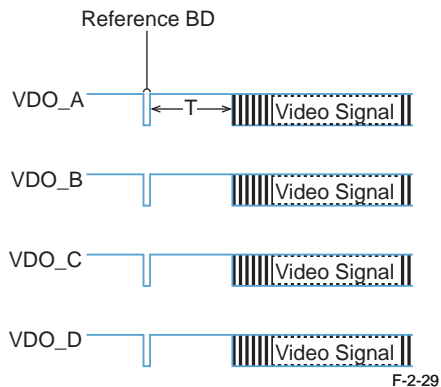 Reference BD
VDO_A
T
Video Signal
VDO_B
Video Signal
VDO_C
Video Signal
VDO_D
Video Signal
F-2-29